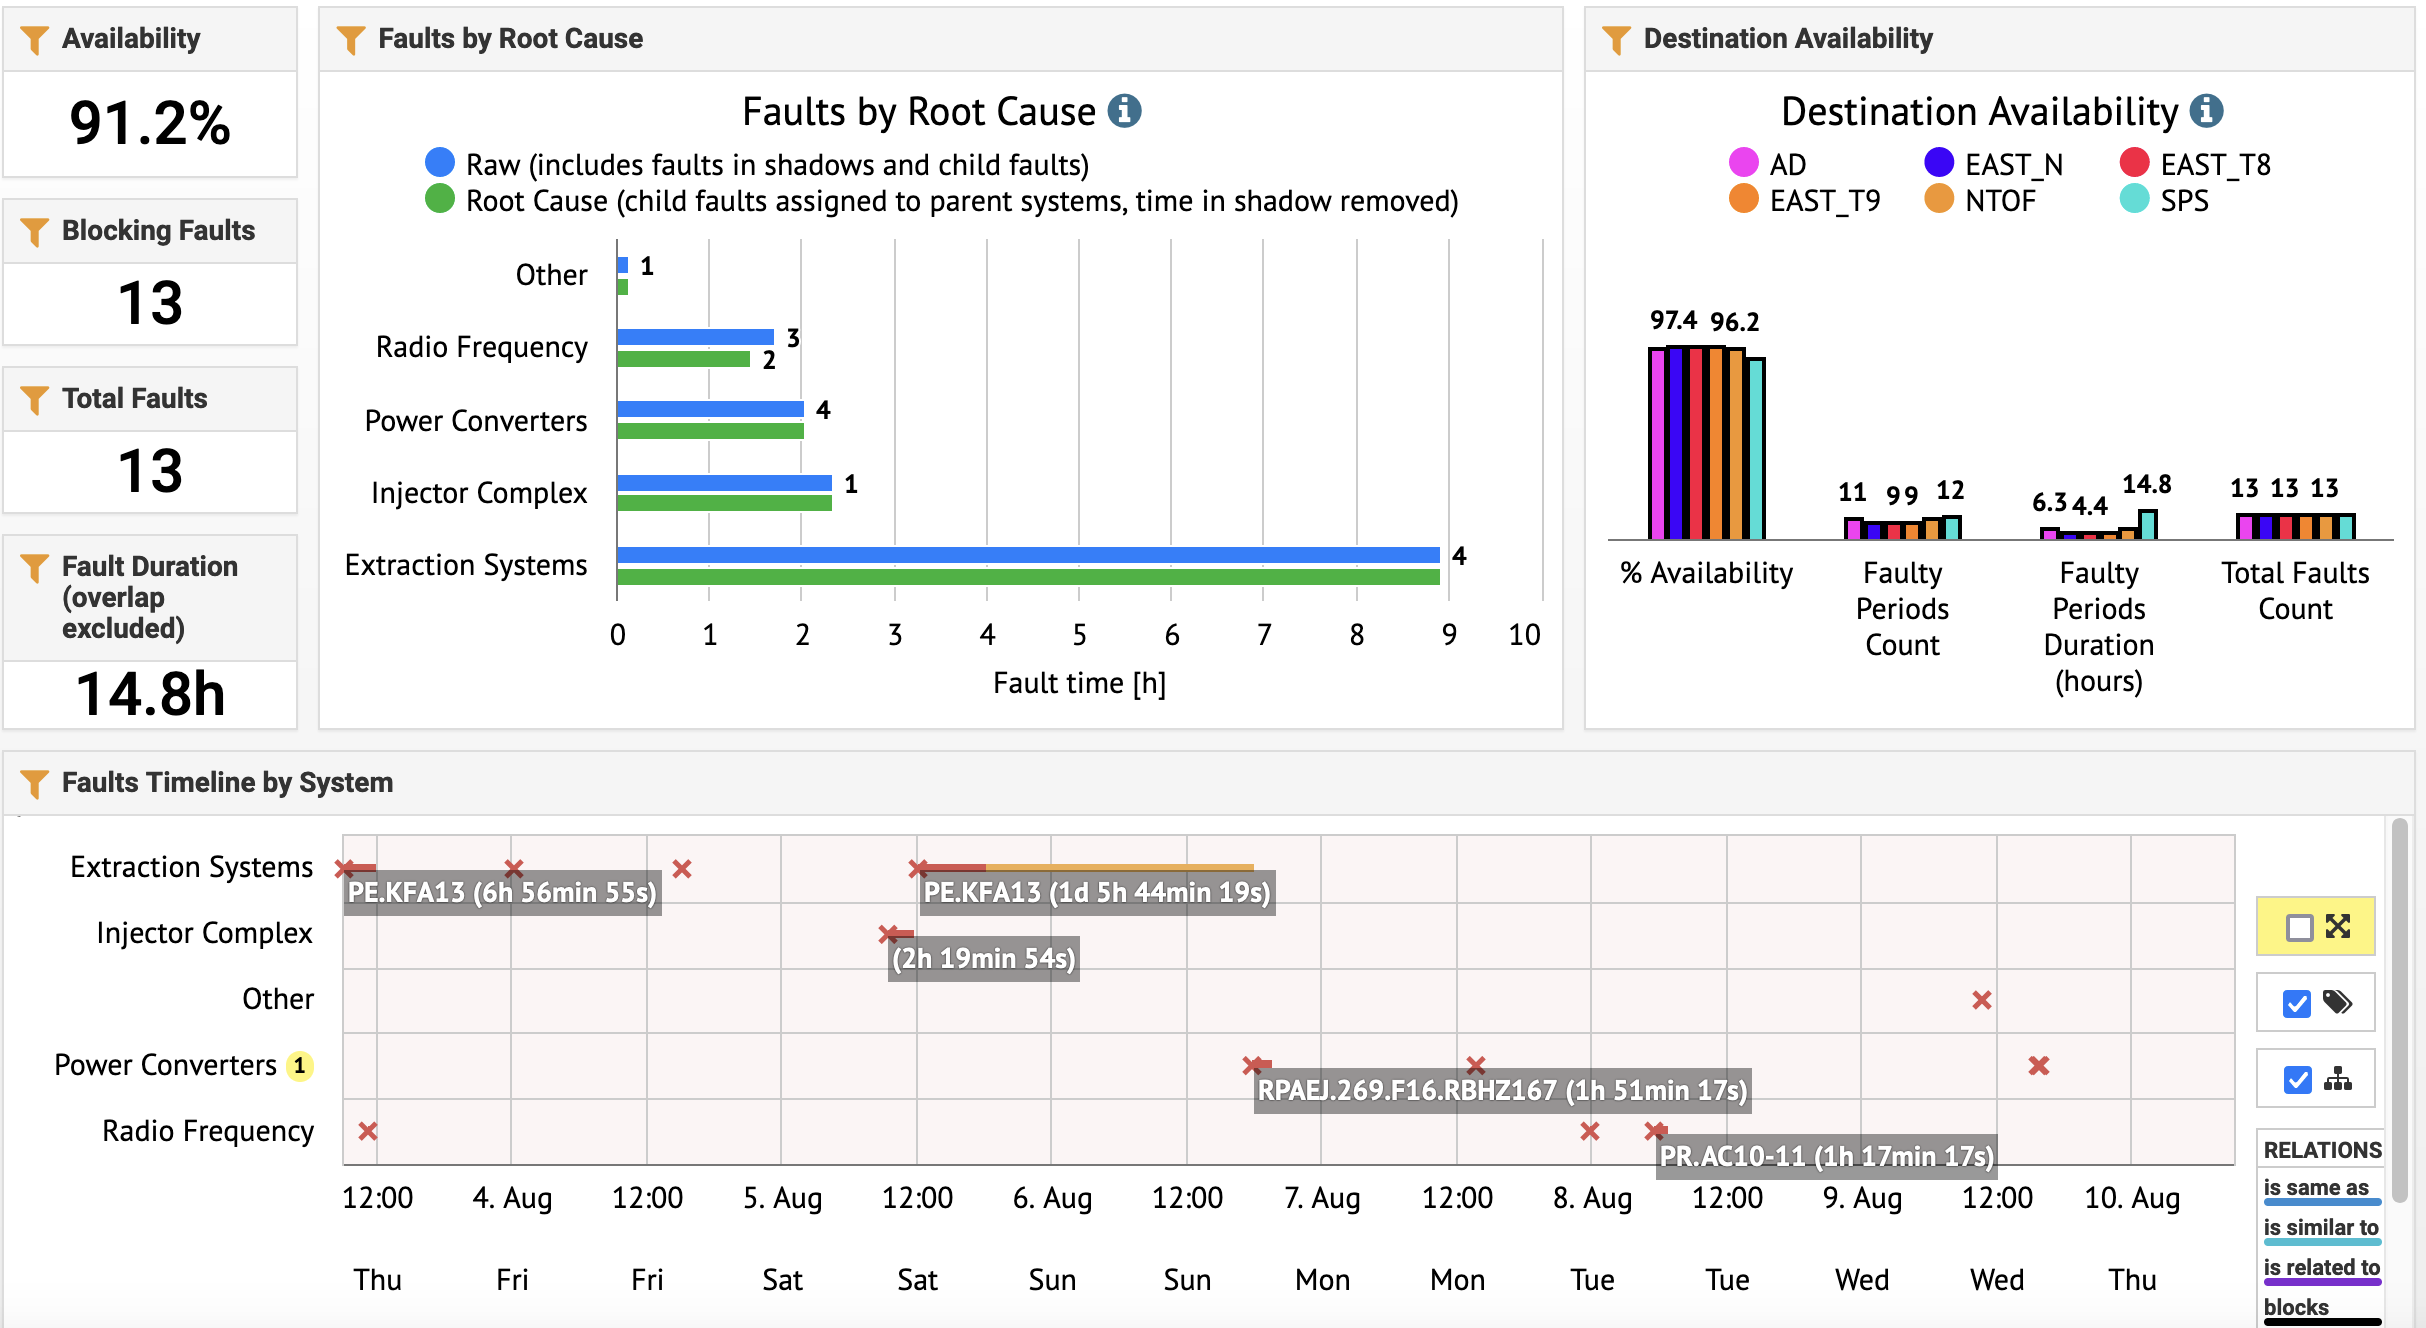 Availability
91.2%
Blocking Faults
13
Total Faults
13
Fault Duration
(overlap
excluded)
14.8h
Faults by Root Cause
Faults by Root Cause
Raw (includes faults in shadows and child faults)
Root Cause (child faults assigned to parent systems, time in shadow removed)
Other
1
Radio Frequency
3
2
Power Converters
4
Injector Complex
1
Extraction Systems
4
0 1 2 3 4 5 6 7 8 9 10
Fault time [h]
Destination Availability
Destination Availability
AD EAST_N EAST_T8
EAST_T9 NTOF SPS
97.4 96.2
11 9 9 12
6.3 4.4 14.8
13 13 13
% Availability
Faulty
Periods
Count
Faulty
Periods
Duration
(hours)
Total Faults
Count
Faults Timeline by System
Extraction Systems
PE.KFA13 (6h 56min 55s)
PE.KFA13 (1d 5h 44min 19s)
Injector Complex
(2h 19min 54s)
Other
Power Converters 1
RPAEJ.269.F16.RBHZ167 (1h 51min 17s)
Radio Frequency
PR.AC10-11 (1h 17min 17s)
12:00 4. Aug 12:00 5. Aug 12:00 6. Aug 12:00 7. Aug 12:00 8. Aug 12:00 9. Aug 12:00 10. Aug
Thu Fri Fri Sat Sat Sun Sun Mon Mon Tue Tue Wed Wed Thu
RELATIONS
is same as
is similar to
is related to
blocks